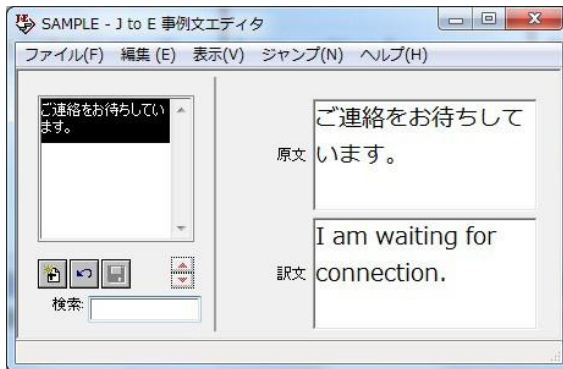 SAMPLE - J to E 事例文エディタ
ファイル(F) 編集(E) 表示(V) ジャンプ(N) ヘルプ(H)
ご連絡をお待ちしてい
ます。
原文
ご連絡をお待ちして
います。
訳文
I am waiting for
connection.
検索: